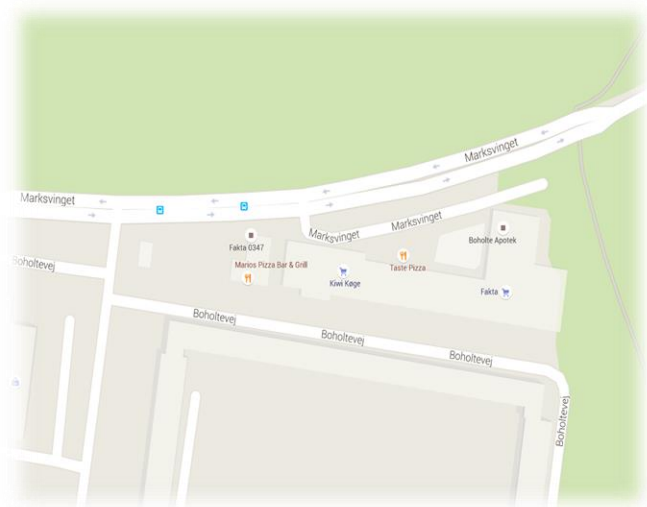 Marksvinget
Marksvinget
Marksvinget
Marksvinget
Fakta 0347
Boholte Apotek
Boholtevej
Marios Pizza Bar & Grill
Taste Pizza
Kiwi Køge
Fakta
Boholtevej
Boholtevej
Boholtevej
Boholtevej